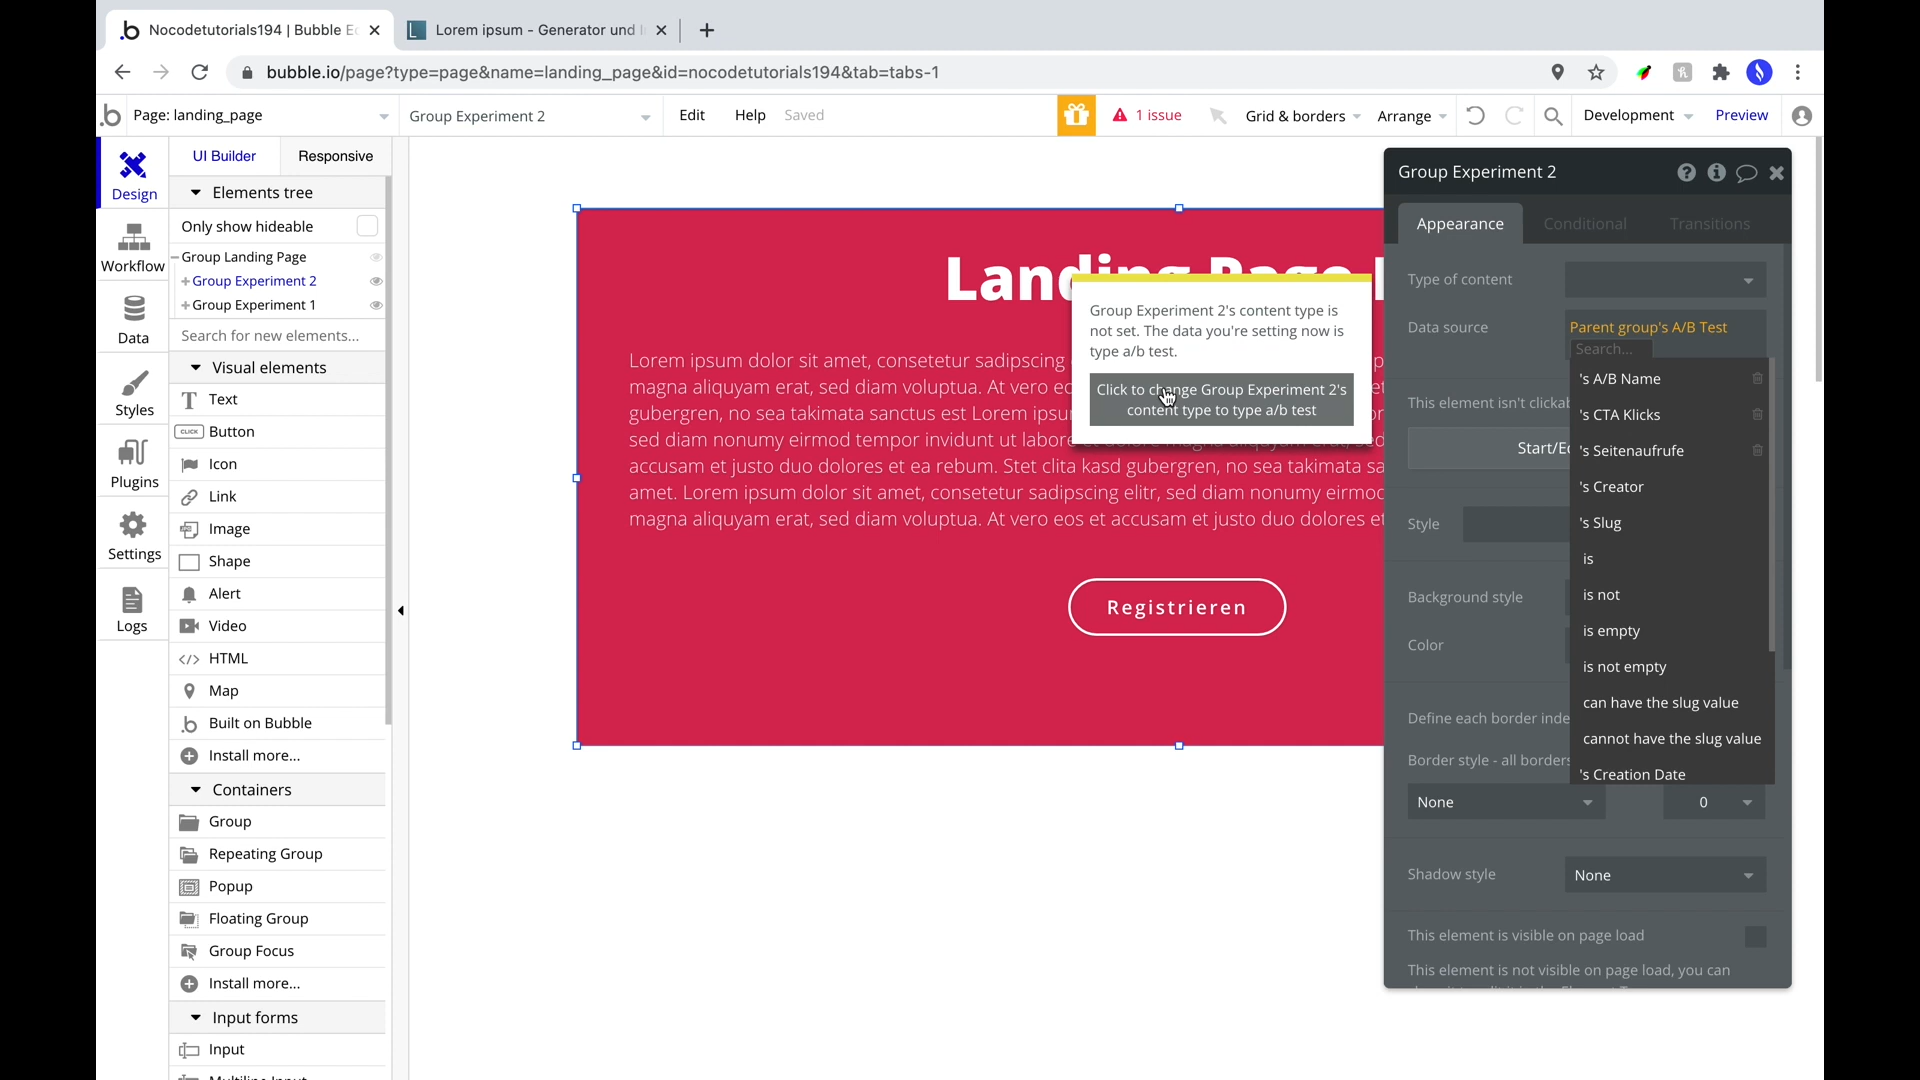 Nocodetutorials194 | Bubble E
Lorem ipsum - Generator und I
bubble.io/page?type=page&name=landing_page&id=nocodetutorials194&tab=tabs-1
Page: landing_page
Group Experiment 2
Edit
Help
Saved
1 issue
Grid & borders
Arrange
Development
Preview
Design
Workflow
Data
Styles
Plugins
Settings
Logs
UI Builder
Responsive
Elements tree
Only show hideable
Group Landing Page
Group Experiment 2
Group Experiment 1
Search for new elements...
Visual elements
Text
CLICK
Button
Icon
Link
Image
Shape
Alert
Video
HTML
Map
Built on Bubble
Install more...
Containers
Group
Repeating Group
Popup
Floating Group
Group Focus
Install more...
Input forms
Input
Landing Page
Lorem ipsum dolor sit amet, consetetur sadipscing
magna aliquyam erat, sed diam voluptua. At vero eo
gubergren, no sea takimata sanctus est Lorem ipsu
sed diam nonumy eirmod tempor invidunt ut labore
accusam et justo duo dolores et ea rebum. Stet clita kasd gubergren, no sea takimata sa
amet. Lorem ipsum dolor sit amet, consetetur sadipscing elitr, sed diam nonumy eirmod
magna aliquyam erat, sed diam voluptua. At vero eos et accusam et justo duo dolores et
Registrieren
Group Experiment 2's content type is
not set. The data you're setting now is
type a/b test.
Click to change Group Experiment 2's
content type to type a/b test
Group Experiment 2
Appearance
Conditional
Transitions
Type of content
Data source
Parent group's A/B Test
Search...
's A/B Name
's CTA Klicks
's Seitenaufrufe
's Creator
's Slug
is
is not
is empty
is not empty
can have the slug value
cannot have the slug value
's Creation Date
This element isn't clickab
Start/Ed
Style
Background style
Color
Define each border inde
Border style - all borders
None
0
Shadow style
None
This element is visible on page load
This element is not visible on page load, you can